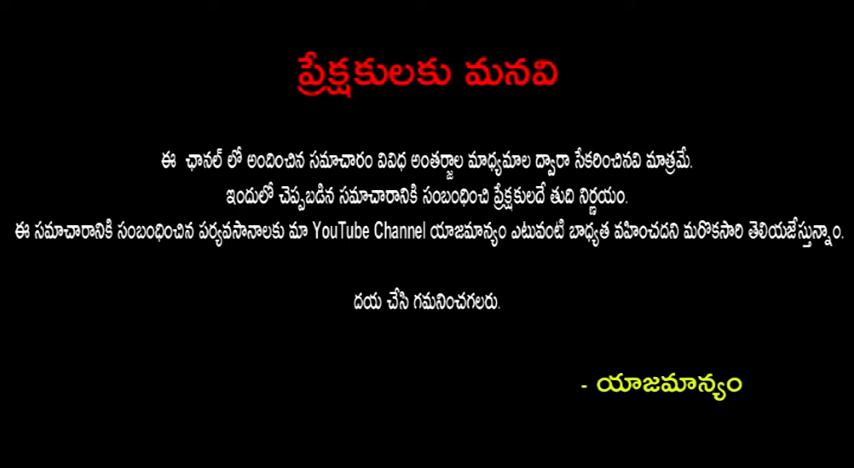 ప్రేక్షకులకు మనవి
ఈ ఛానల్ లో అందించిన సమాచారం వివిధ అంతర్జాల మాధ్యమాల ద్వారా సేకరించినవి మాత్రమే.
ఇందులో చెప్పబడిన సమాచారానికి సంబంధించి ప్రేక్షకులదే తుది నిర్ణయం.
ఈ సమాచారానికి సంబంధించిన పర్యవసానాలకు మా YouTube Channel యాజమాన్యం ఎటువంటి బాధ్యత వహించదని మరొకసారి తెలియజేస్తున్నాం.
దయ చేసి గమనించగలరు.
- యాజమాన్యం